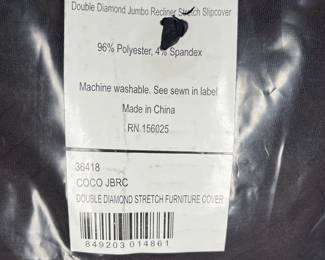 Double Diamond Jumbo Recliner Stretch Slipcover
96% Polyester, 4% Spandex
Machine washable. See sewn in label
Made in China
RN 156025
36418
COCO JBRC
DOUBLE DIAMOND STRETCH FURNITURE COVER
849203 014861